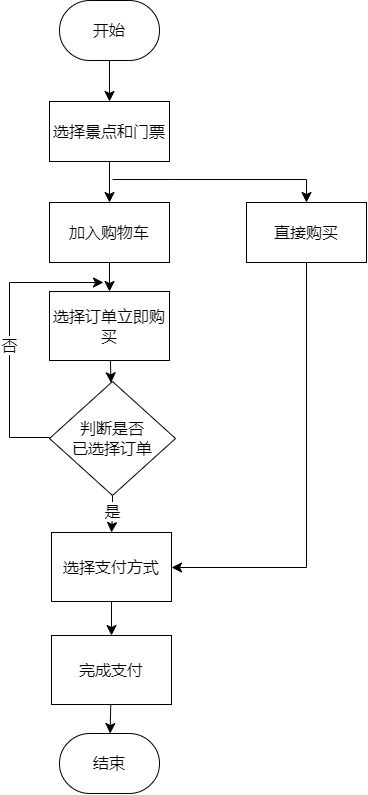 开始
选择景点和门票
加入购物车
直接购买
选择订单立即购
买
否
判断是否
已选择订单
是
选择支付方式
完成支付
结束